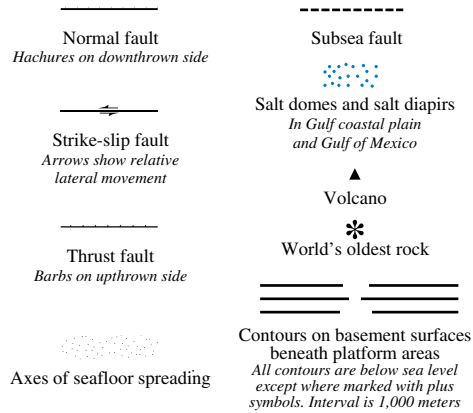 Normal fault
Hachures on downthrown side
Strike-slip fault
Arrows show relative
lateral movement
Thrust fault
Barbs on upthrown side
Axes of seafloor spreading
Subsea fault
Salt domes and salt diapirs
In Gulf coastal plain
and Gulf of Mexico
Volcano
World's oldest rock
Contours on basement surfaces
beneath platform areas
All contours are below sea level
except where marked with plus
symbols. Interval is 1,000 meters